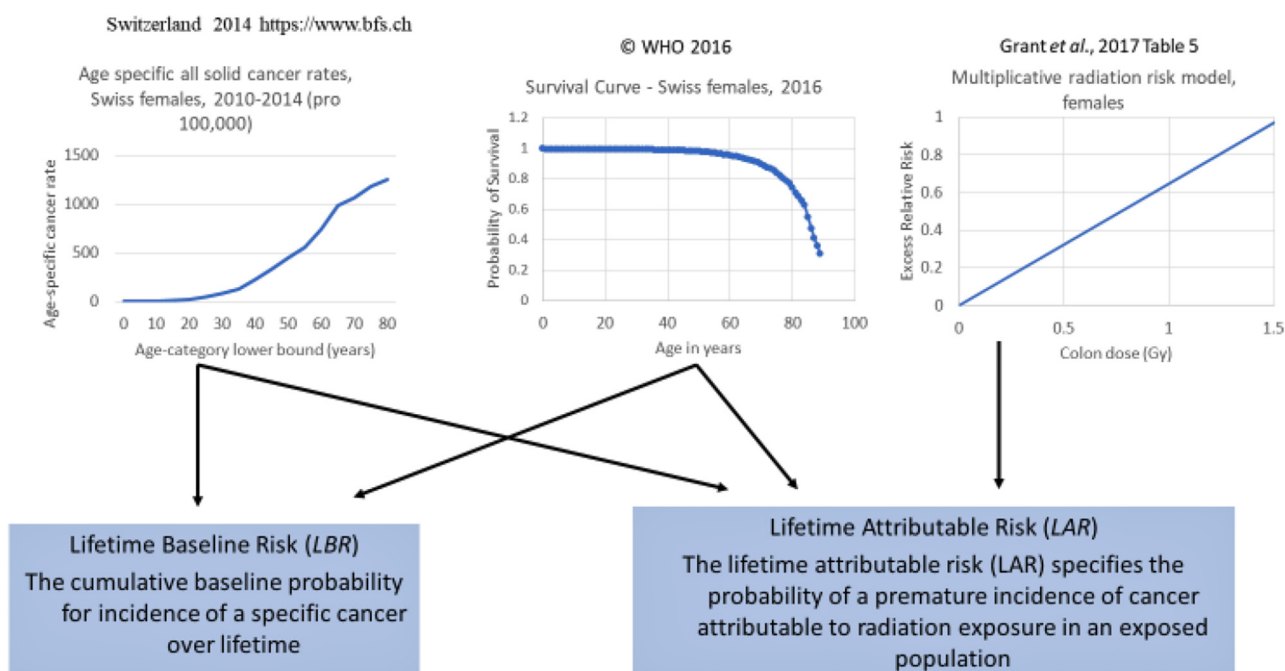 Switzerland 2014 https://www.bfs.ch
Age specific all solid cancer rates,
Swiss females, 2010-2014 (pro
100,000)
Age-specific cancer rate
1500
1000
500
0
0 10 20 30 40 50 60 70 80
Age-category lower bound (years)
© WHO 2016
Survival Curve - Swiss females, 2016
Probability of Survival
1.2
1
0.8
0.6
0.4
0.2
0
0 20 40 60 80 100
Age in years
Grant et al., 2017 Table 5
Multiplicative radiation risk model,
females
Excess Relative Risk
1
0.8
0.6
0.4
0.2
0
0 0.5 1 1.5
Colon dose (Gy)
Lifetime Baseline Risk (LBR)
The cumulative baseline probability
for incidence of a specific cancer
over lifetime
Lifetime Attributable Risk (LAR)
The lifetime attributable risk (LAR) specifies the
probability of a premature incidence of cancer
attributable to radiation exposure in an exposed
population